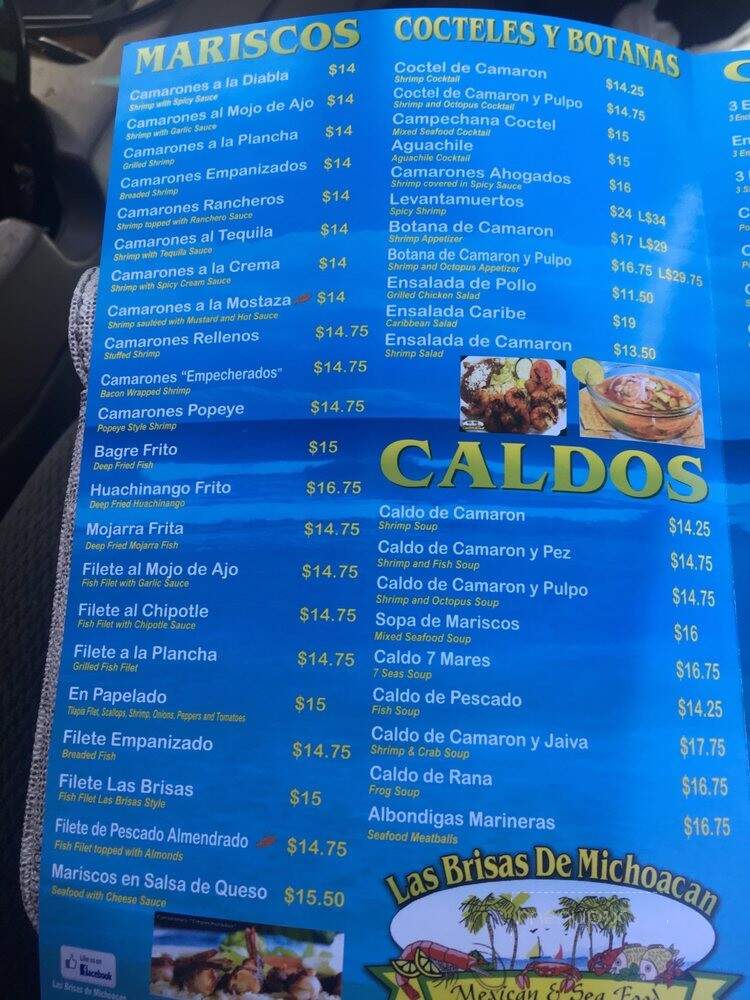 MARISCOS
Camarones a la Diabla $14
Shrimp with Spicy Sauce
Camarones al Mojo de Ajo $14
Shrimp with Garlic Sauce
Camarones a la Plancha $14
Grilled Shrimp
Camarones Empanizados $14
Breaded Shrimp
Camarones Rancheros $14
Shrimp topped with Ranchero Sauce
Camarones al Tequila $14
Shrimp with Tequila Sauce
Camarones a la Crema $14
Shrimp with Spicy Cream Sauce
Camarones a la Mostaza $14
Shrimp sautéed with Mustard and Hot Sauce
Camarones Rellenos $14.75
Stuffed Shrimp
Camarones "Empecherados" $14.75
Bacon Wrapped Shrimp
Camarones Popeye $14.75
Popeye Style Shrimp
Bagre Frito $15
Deep Fried Fish
Huachinango Frito $16.75
Deep Fried Huachinango
Mojarra Frita $14.75
Deep Fried Mojarra Fish
Filete al Mojo de Ajo $14.75
Fish Filet with Garlic Sauce
Filete al Chipotle $14.75
Fish Filet with Chipotle Sauce
Filete a la Plancha $14.75
Grilled Fish Filet
En Papelado $15
Tilapia Filet, Scallops, Shrimp, Onions, Peppers and Tomatoes
Filete Empanizado $14.75
Breaded Fish
Filete Las Brisas $15
Fish Filet Las Brisas Style
Filete de Pescado Almendrado $14.75
Fish Filet topped with Almonds
Mariscos en Salsa de Queso $15.50
Seafood with Cheese Sauce
Like us on
facebook
Las Brisas de Michoacan
COCTELES Y BOTANAS
Coctel de Camaron $14.25
Shrimp Cocktail
Coctel de Camaron y Pulpo $14.75
Shrimp and Octopus Cocktail
Campechana Coctel $15
Mixed Seafood Cocktail
Aguachile $15
Aguachile Cocktail
Camarones Ahogados $16
Shrimp covered in Spicy Sauce
Levantamuertos $24 L$34
Spicy Shrimp
Botana de Camaron $17 L$29
Shrimp Appetizer
Botana de Camaron y Pulpo $16.75 L$29.75
Shrimp and Octopus Appetizer
Ensalada de Pollo $11.50
Grilled Chicken Salad
Ensalada Caribe $19
Caribbean Salad
Ensalada de Camaron $13.50
Shrimp Salad
CALDOS
Caldo de Camaron $14.25
Shrimp Soup
Caldo de Camaron y Pez $14.75
Shrimp and Fish Soup
Caldo de Camaron y Pulpo $14.75
Shrimp and Octopus Soup
Sopa de Mariscos $16
Mixed Seafood Soup
Caldo 7 Mares $16.75
7 Seas Soup
Caldo de Pescado $14.25
Fish Soup
Caldo de Camaron y Jaiva $17.75
Shrimp & Crab Soup
Caldo de Rana $16.75
Frog Soup
Albondigas Marineras $16.75
Seafood Meatballs
Las Brisas De Michoacan
Mexican & Sea Food